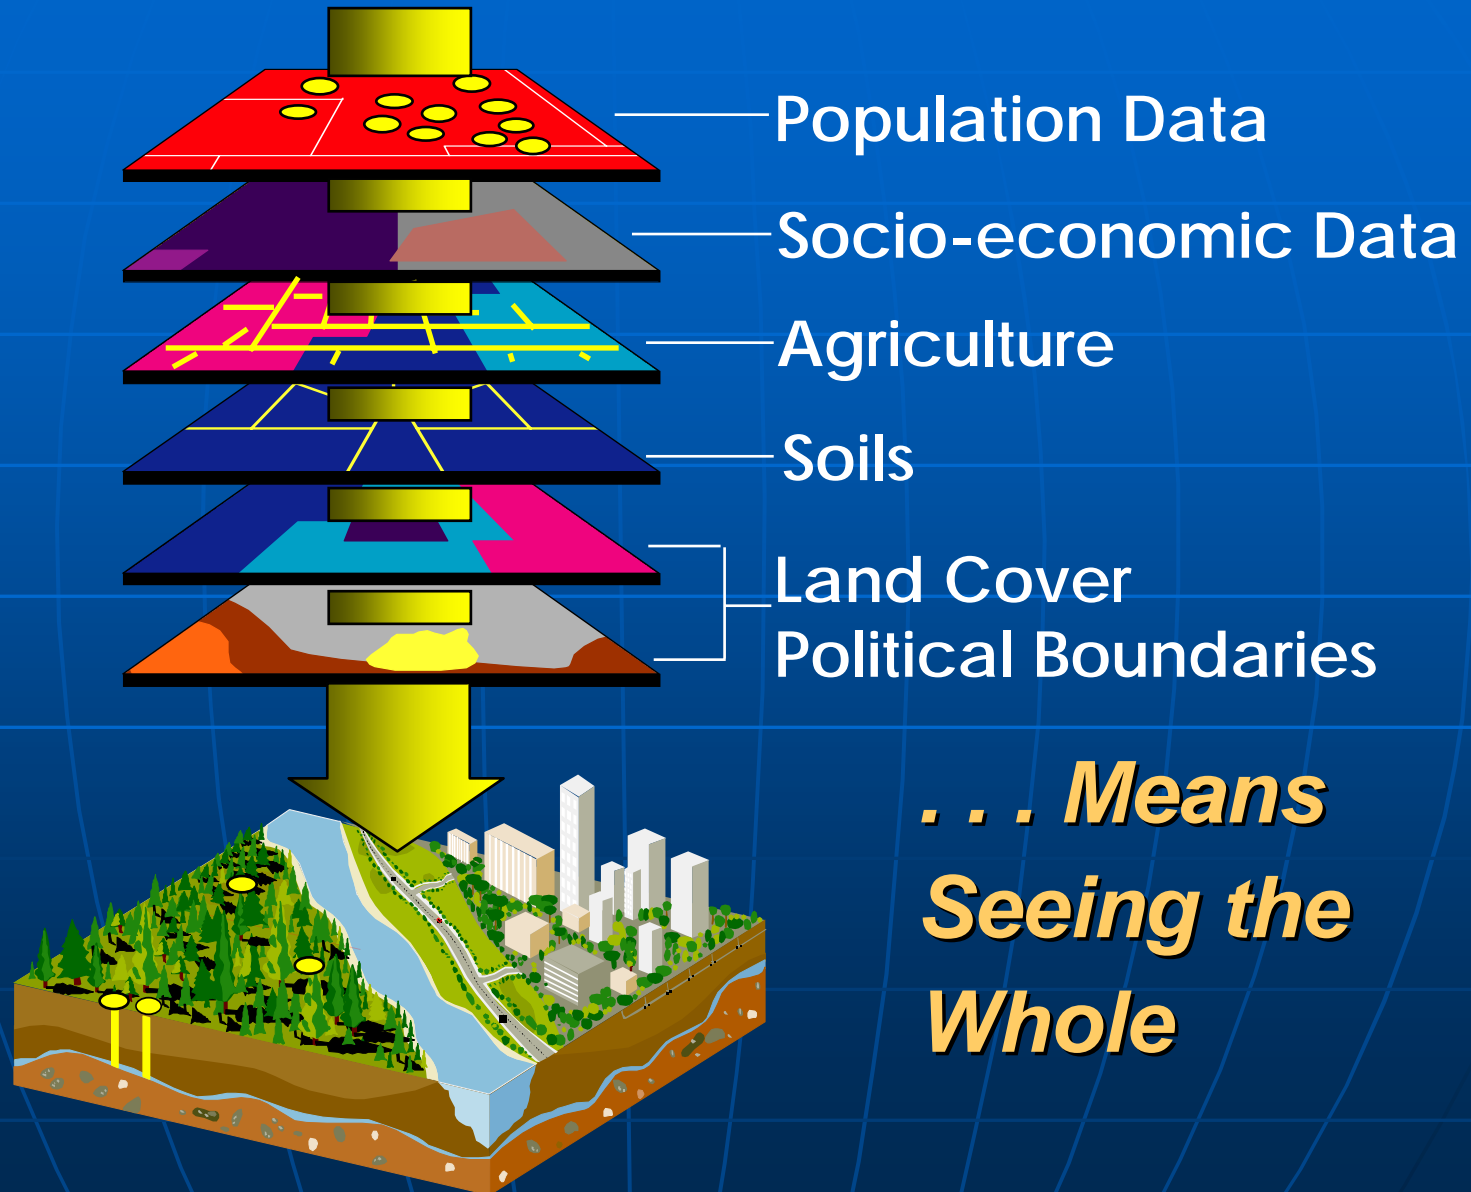 Population Data
Socio-economic Data
Agriculture
Soils
Land Cover
Political Boundaries
. . . Means
Seeing the
Whole